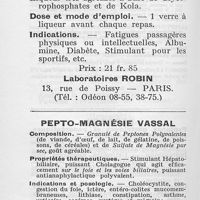 rophosphates et de Kola.
Dose et mode d'emploi. — 1 verre à
liqueur avant chaque repas.
Indications. — Fatigues passagères
physiques ou intellectuelles, Albu-
mine, Diabète, Stimulant pour les
sportifs, etc.
Prix : 21 fr. 85
Laboratoires ROBIN
13, rue de Poissy — PARIS.
(Tél. : Odéon 08-55, 38-75.)
PEPTO-MAGNÉSIE VASSAL
Composition. — Granulé de Peptones Polyvalentes
(de viande, d'œuf, de lait, de gélatine, de pois-
sons, de céréales) et de Sulfate de Magnésie pur
sec, goût agréable.
Propriétés thérapeutiques. — Stimulant Hépato-
biliaire, puissant Cholagogue qui agit effica-
cement sur le foie et les voies biliaires, puissant
antianaphylactique polyvalent.
Indications et posologie. — Cholécystite, con-
gestion du foie, ictère, entéro-colites mucomem-
braneuses, lithiase, constipation, arthrites